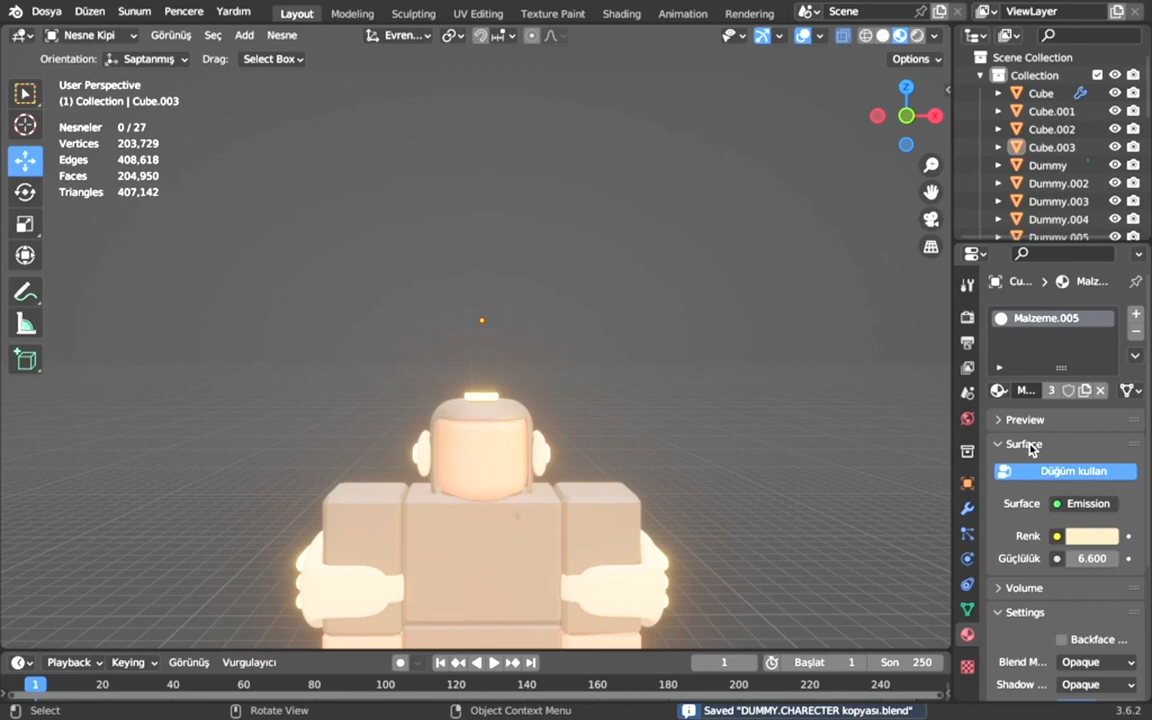 Dosya Düzen Sunum Pencere Yardım Layout Modeling Sculpting UV Editing Texture Paint Shading Animation Rendering Scene ViewLayer
Nesne Kipi Görünüş Seç Add Nesne Evren...
Orientation: Saptanmış Drag: Select Box Options
User Perspective
(1) Collection | Cube.003
Nesneler 0 / 27
Vertices 203,729
Edges 408,618
Faces 204,950
Triangles 407,142
Z
X
Scene Collection
Collection
Cube
Cube.001
Cube.002
Cube.003
Dummy
Dummy.002
Dummy.003
Dummy.004
Dummy.005
Cu... Malz...
Malzeme.005
M... 3
Preview
Surface
Düğüm kullan
Surface Emission
Renk
Güçlülük 6.600
Volume
Settings
Backface ...
Blend M... Opaque
Shadow ... Opaque
Playback Keying Görünüş Vurgulayıcı 1 Başlat 1 Son 250
1 20 40 60 80 100 120 140 160 180 200 220 240
Select Rotate View Object Context Menu Saved "DUMMY.CHARECTER kopyası.blend" 3.6.2